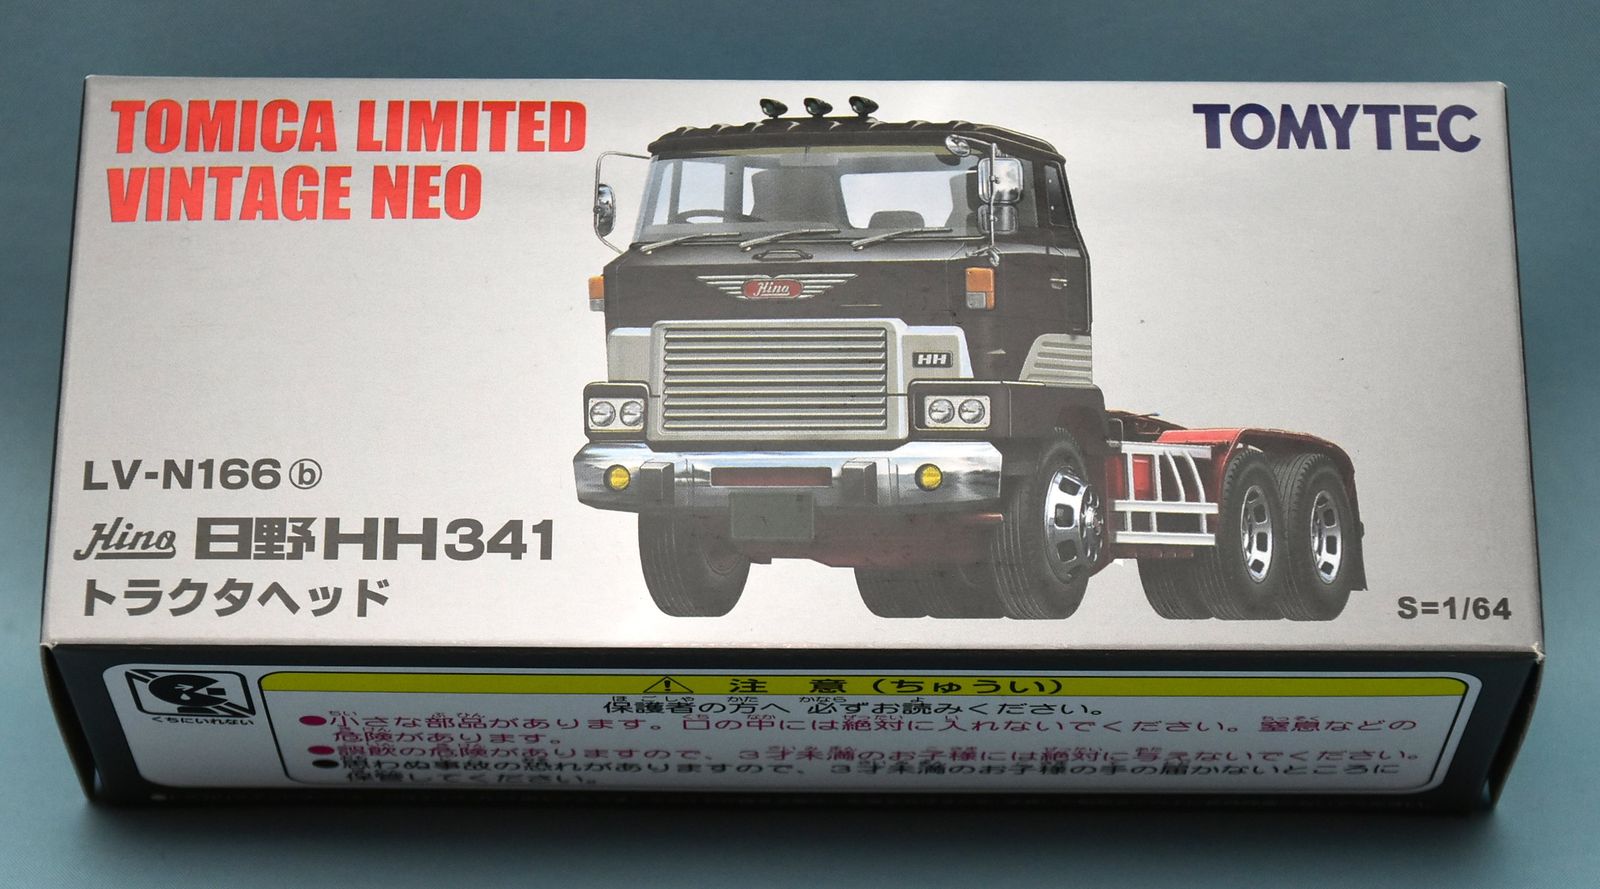 TOMICA LIMITED
VINTAGE NEO
TOMYTEC
Hino
HH
LV-N166ⓑ
Hino 日野HH341
トラクタヘッド
S=1/64
くちにいれない
⚠ 注 意 (ちゅうい)
保護者の方へ 必ずお読みください。
●小さな部品があります。口の中には絶対に入れないでください。窒息などの
危険があります。
●誤飲の危険がありますので、3才未満のお子様には絶対に与えないでください。
●思わぬ事故の恐れがありますので、3才未満のお子様の手の届かないところに
保管してください。